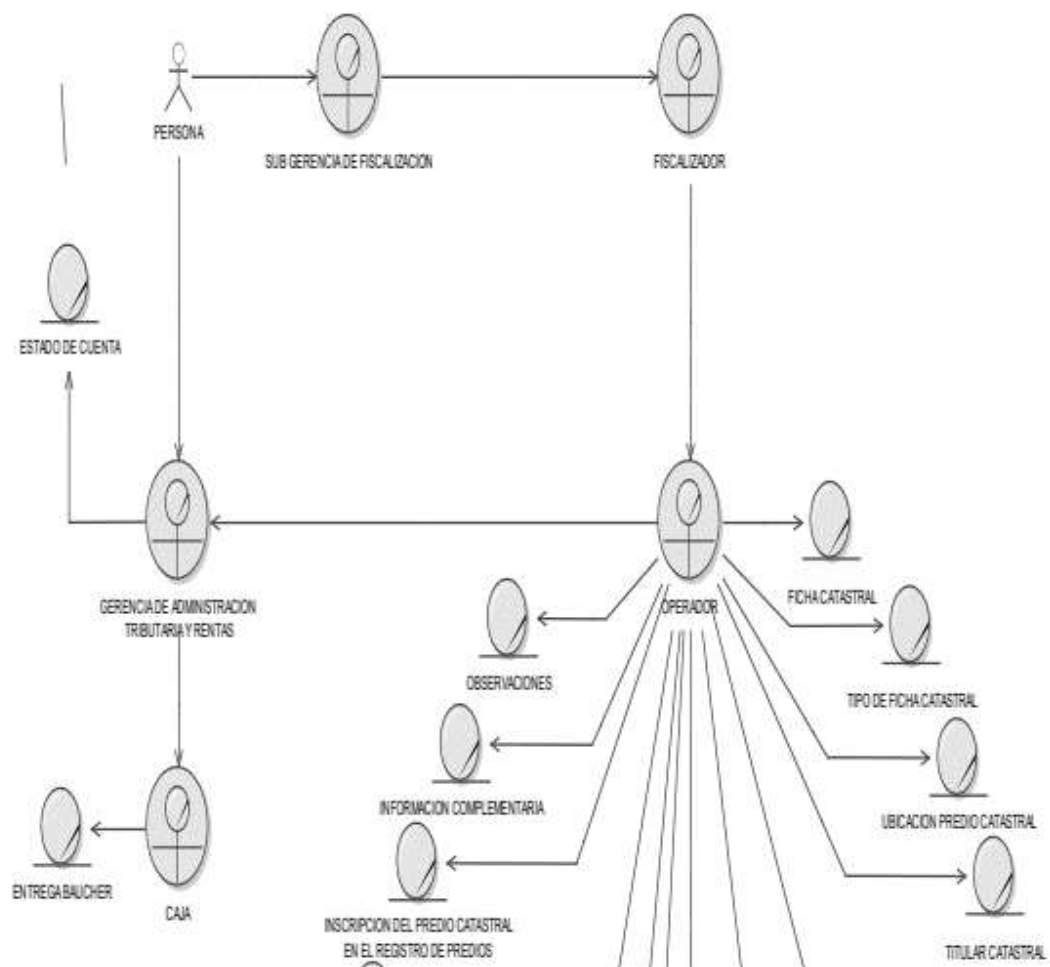 PERSONA
SUB GERENCIA DE FISCALIZACION
FISCALIZADOR
ESTADO DE CUENTA
GERENCIA DE ADMINISTRACION
TRIBUTARIA Y RENTAS
OPERADOR
FICHA CATASTRAL
OBSERVACIONES
TIPO DE FICHA CATASTRAL
INFORMACION COMPLEMENTARIA
UBICACION PREDIO CATASTRAL
ENTREGA BAUCHER
CAJA
INSCRIPCION DEL PREDIO CATASTRAL
EN EL REGISTRO DE PREDIOS
TITULAR CATASTRAL